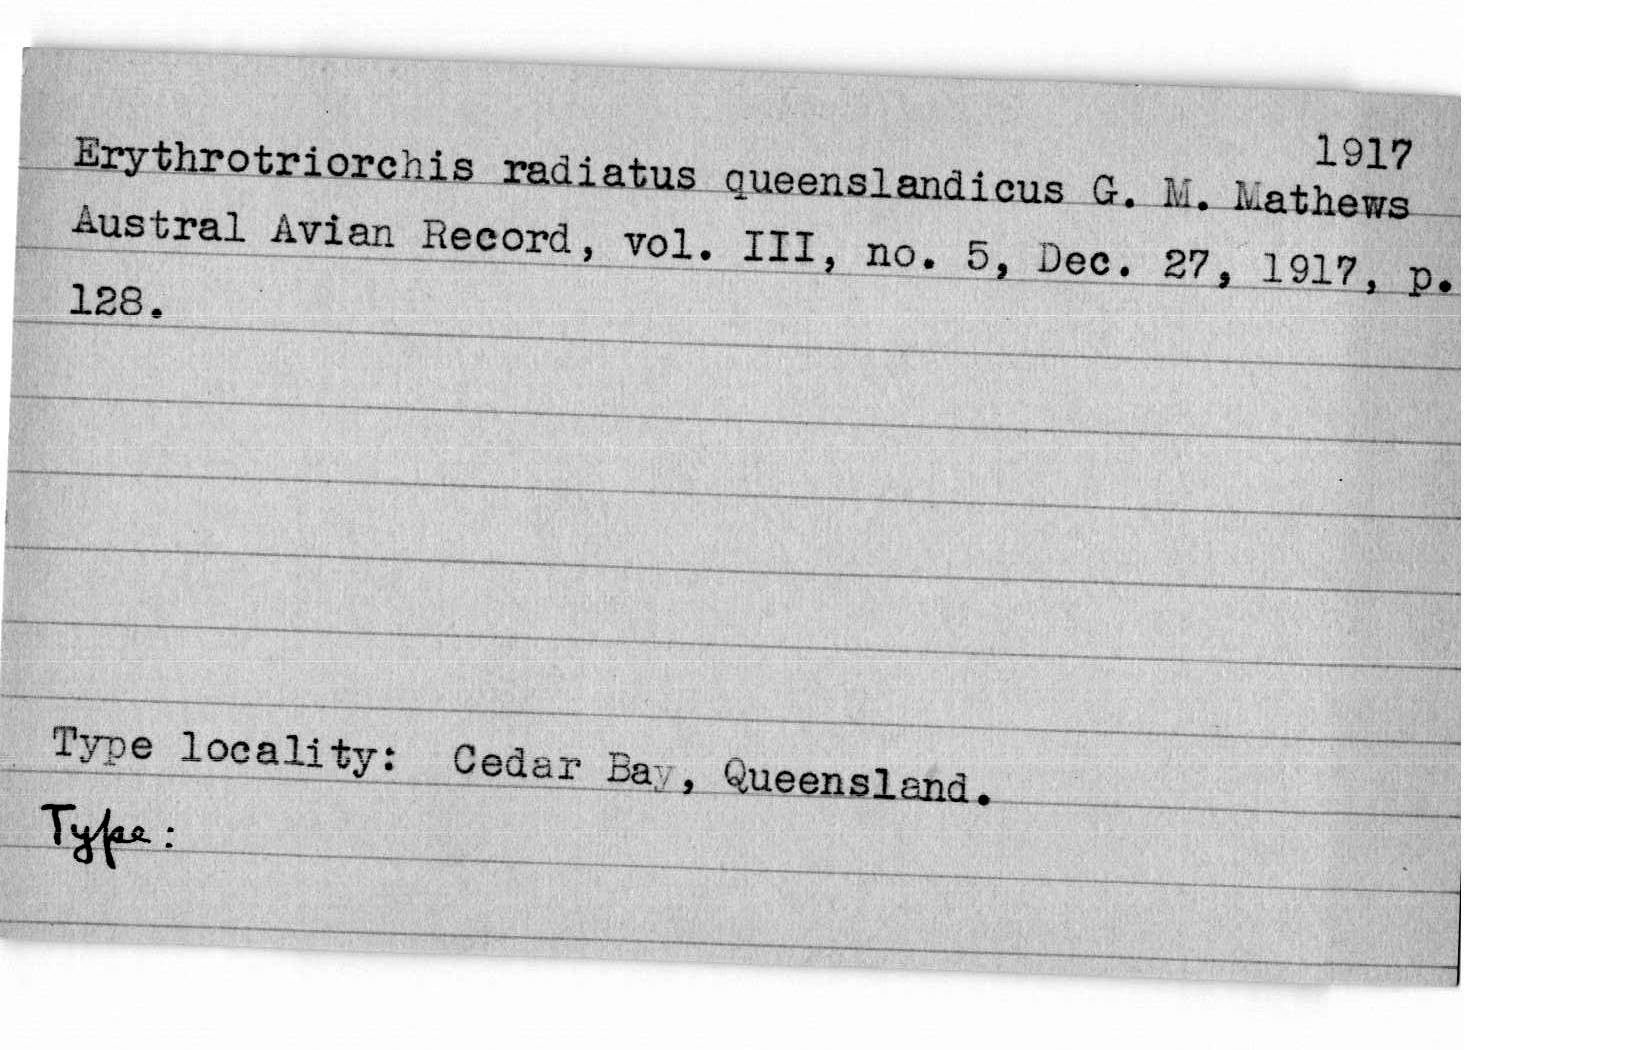 1917
Erythrotriorchis radiatus queenslandicus G. M. Mathews
Austral Avian Record, vol. III, no. 5, Dec. 27, 1917, p.
128.
Type locality: Cedar Bay, Queensland.
Type: